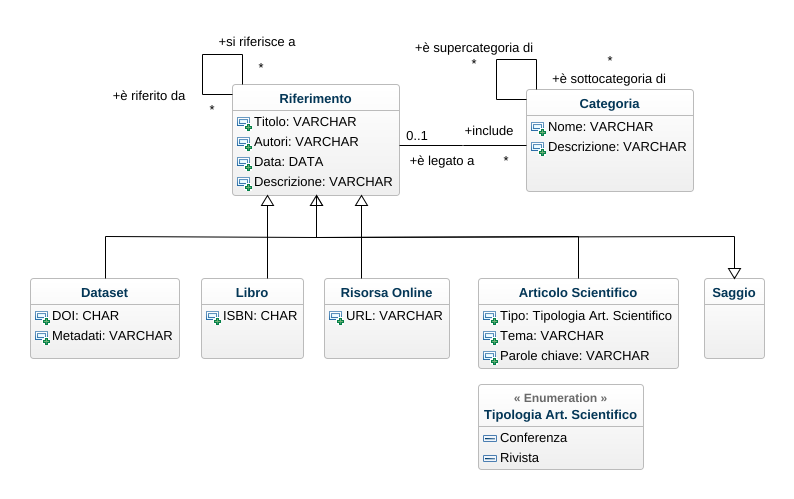 +si riferisce a
*
+è riferito da
*
+è supercategoria di
*
*
+è sottocategoria di
Riferimento
Titolo: VARCHAR
Autori: VARCHAR
Data: DATA
Descrizione: VARCHAR
0..1
+include
+è legato a
*
Categoria
Nome: VARCHAR
Descrizione: VARCHAR
Dataset
DOI: CHAR
Metadati: VARCHAR
Libro
ISBN: CHAR
Risorsa Online
URL: VARCHAR
Articolo Scientifico
Tipo: Tipologia Art. Scientifico
Tema: VARCHAR
Parole chiave: VARCHAR
Saggio
« Enumeration »
Tipologia Art. Scientifico
Conferenza
Rivista